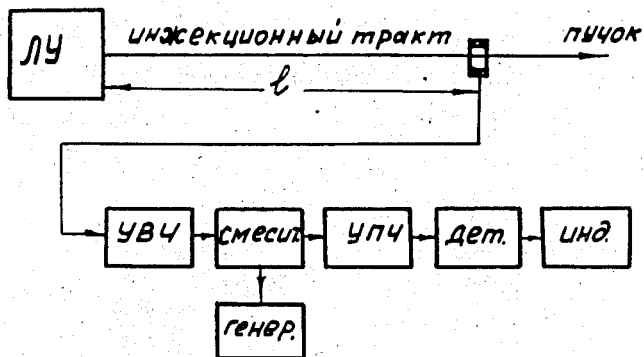 ЛУ
инжекционный тракт
пучок
ℓ
УВЧ
смесит.
УПЧ
дет.
инд.
генер.